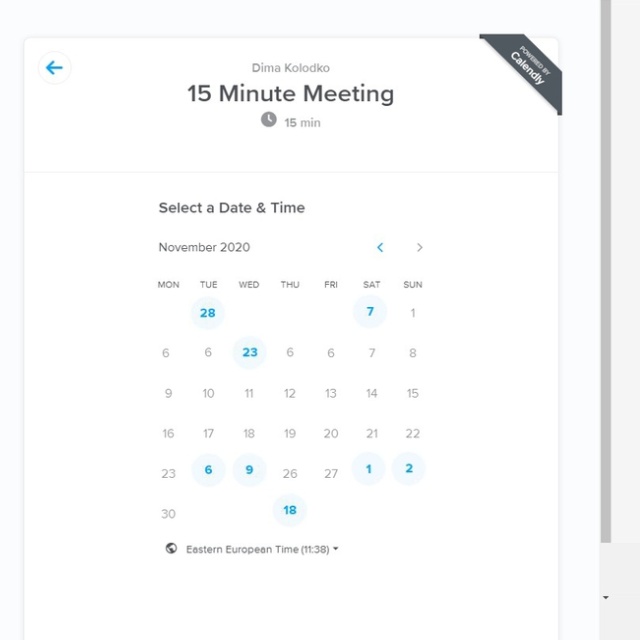 POWERED BY
Calendly
Dima Kolodko
15 Minute Meeting
15 min
Select a Date & Time
November 2020
MON TUE WED THU FRI SAT SUN
28 7 1
6 6 23 6 6 7 8
9 10 11 12 13 14 15
16 17 18 19 20 21 22
23 6 9 26 27 1 2
30 18
Eastern European Time (11:38)